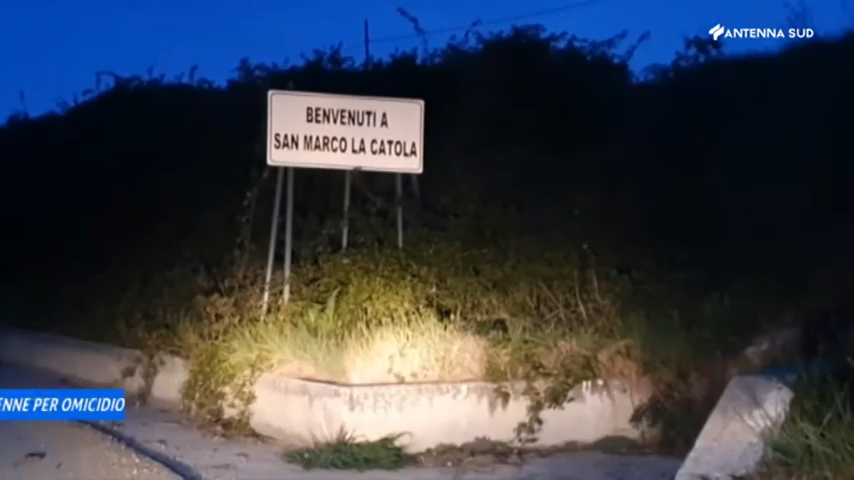 ANTENNA SUD
BENVENUTI A
SAN MARCO LA CATOLA
ENNE PER OMICIDIO